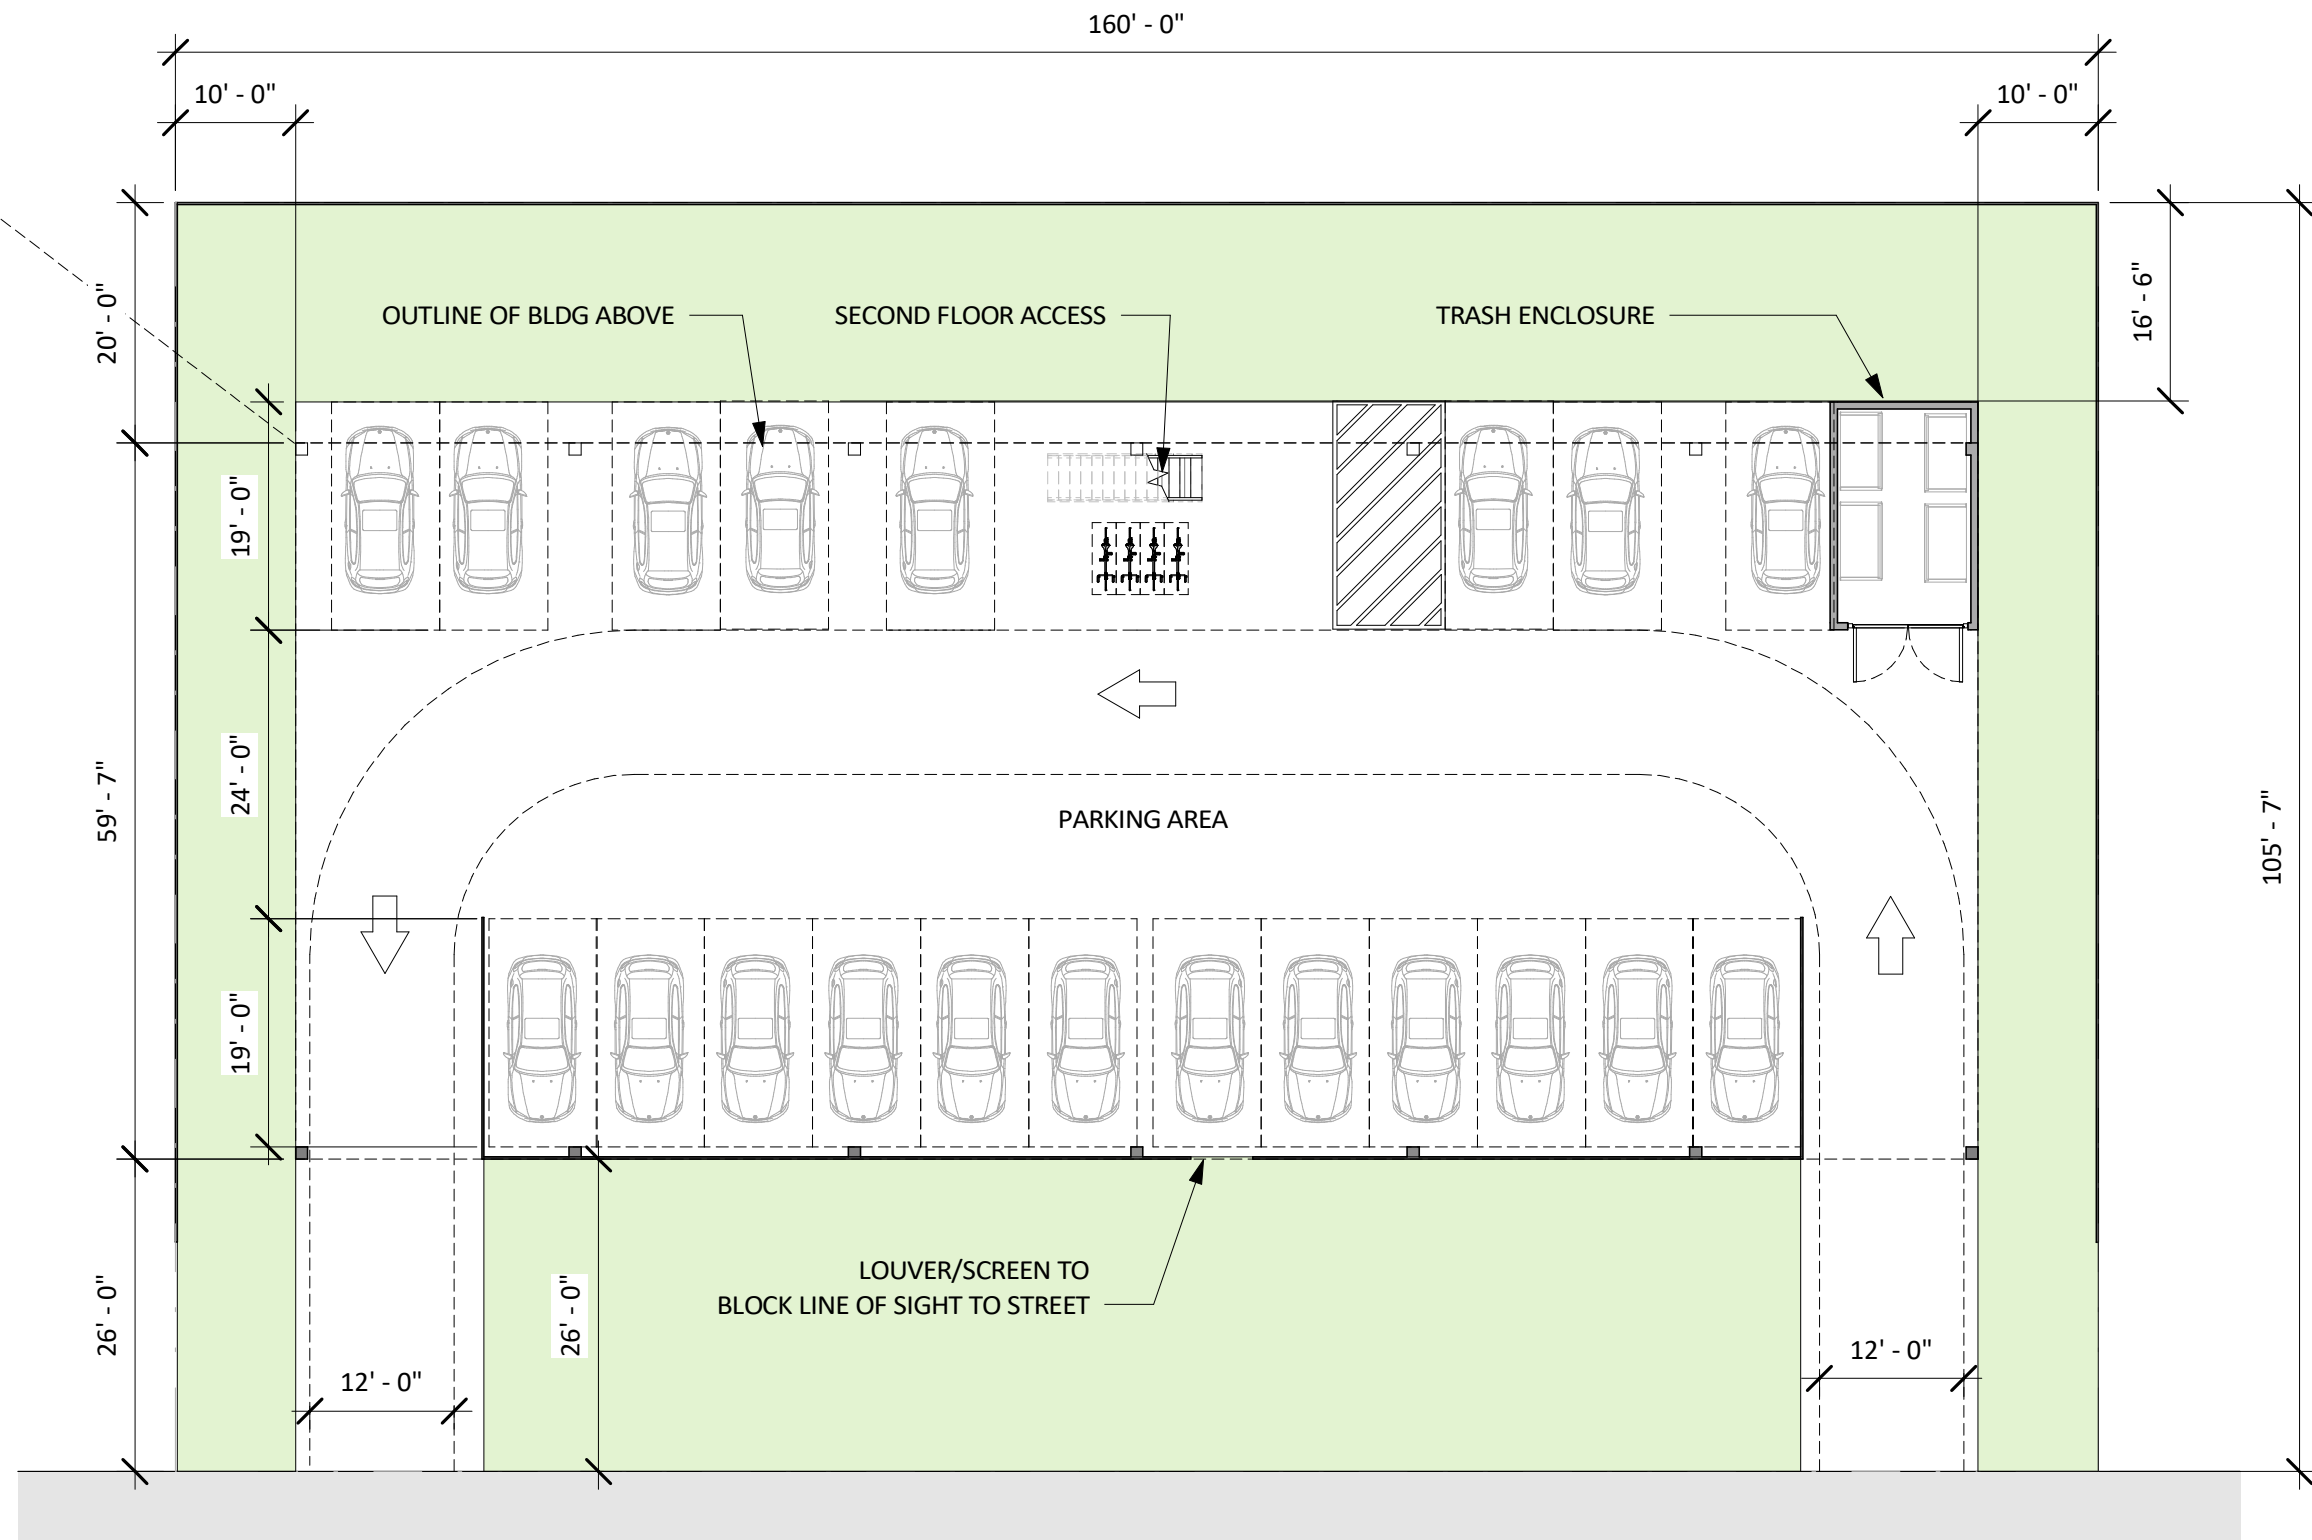 160' - 0"
10' - 0"
10' - 0"
20' - 0"
16' - 6"
OUTLINE OF BLDG ABOVE
SECOND FLOOR ACCESS
TRASH ENCLOSURE
19' - 0"
24' - 0"
59' - 7"
PARKING AREA
105' - 7"
19' - 0"
LOUVER/SCREEN TO
BLOCK LINE OF SIGHT TO STREET
26' - 0"
26' - 0"
12' - 0"
12' - 0"